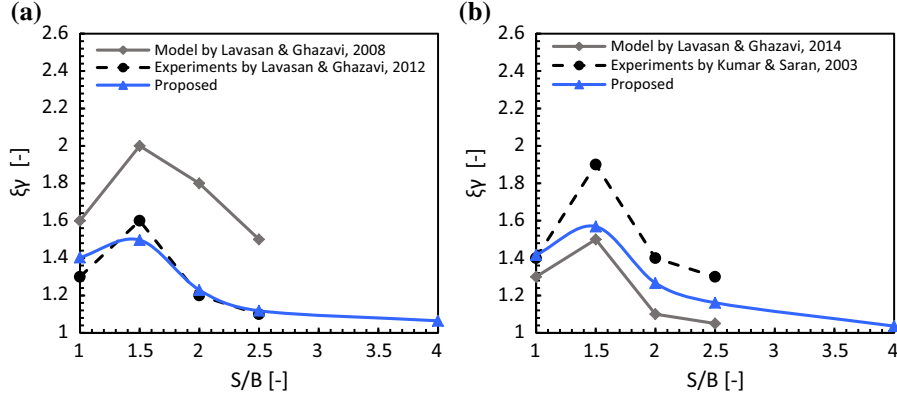 (a)
2.6
2.4
2.2
2
1.8
1.6
1.4
1.2
1
ξγ [-]
Model by Lavasan & Ghazavi, 2008
Experiments by Lavasan & Ghazavi, 2012
Proposed
1 1.5 2 2.5 3 3.5 4
S/B [-]
(b)
2.6
2.4
2.2
2
1.8
1.6
1.4
1.2
1
ξγ [-]
Model by Lavasan & Ghazavi, 2014
Experiments by Kumar & Saran, 2003
Proposed
1 1.5 2 2.5 3 3.5 4
S/B [-]